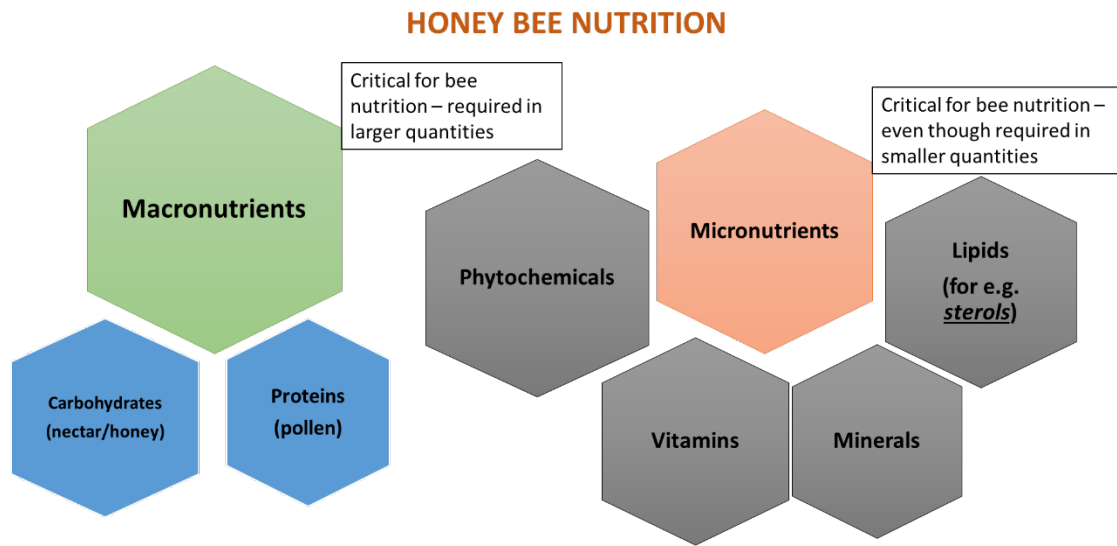 HONEY BEE NUTRITION
Critical for bee
nutrition – required in
larger quantities
Macronutrients
Carbohydrates
(nectar/honey)
Proteins
(pollen)
Critical for bee nutrition –
even though required in
smaller quantities
Micronutrients
Phytochemicals
Lipids
(for e.g.
sterols)
Vitamins
Minerals